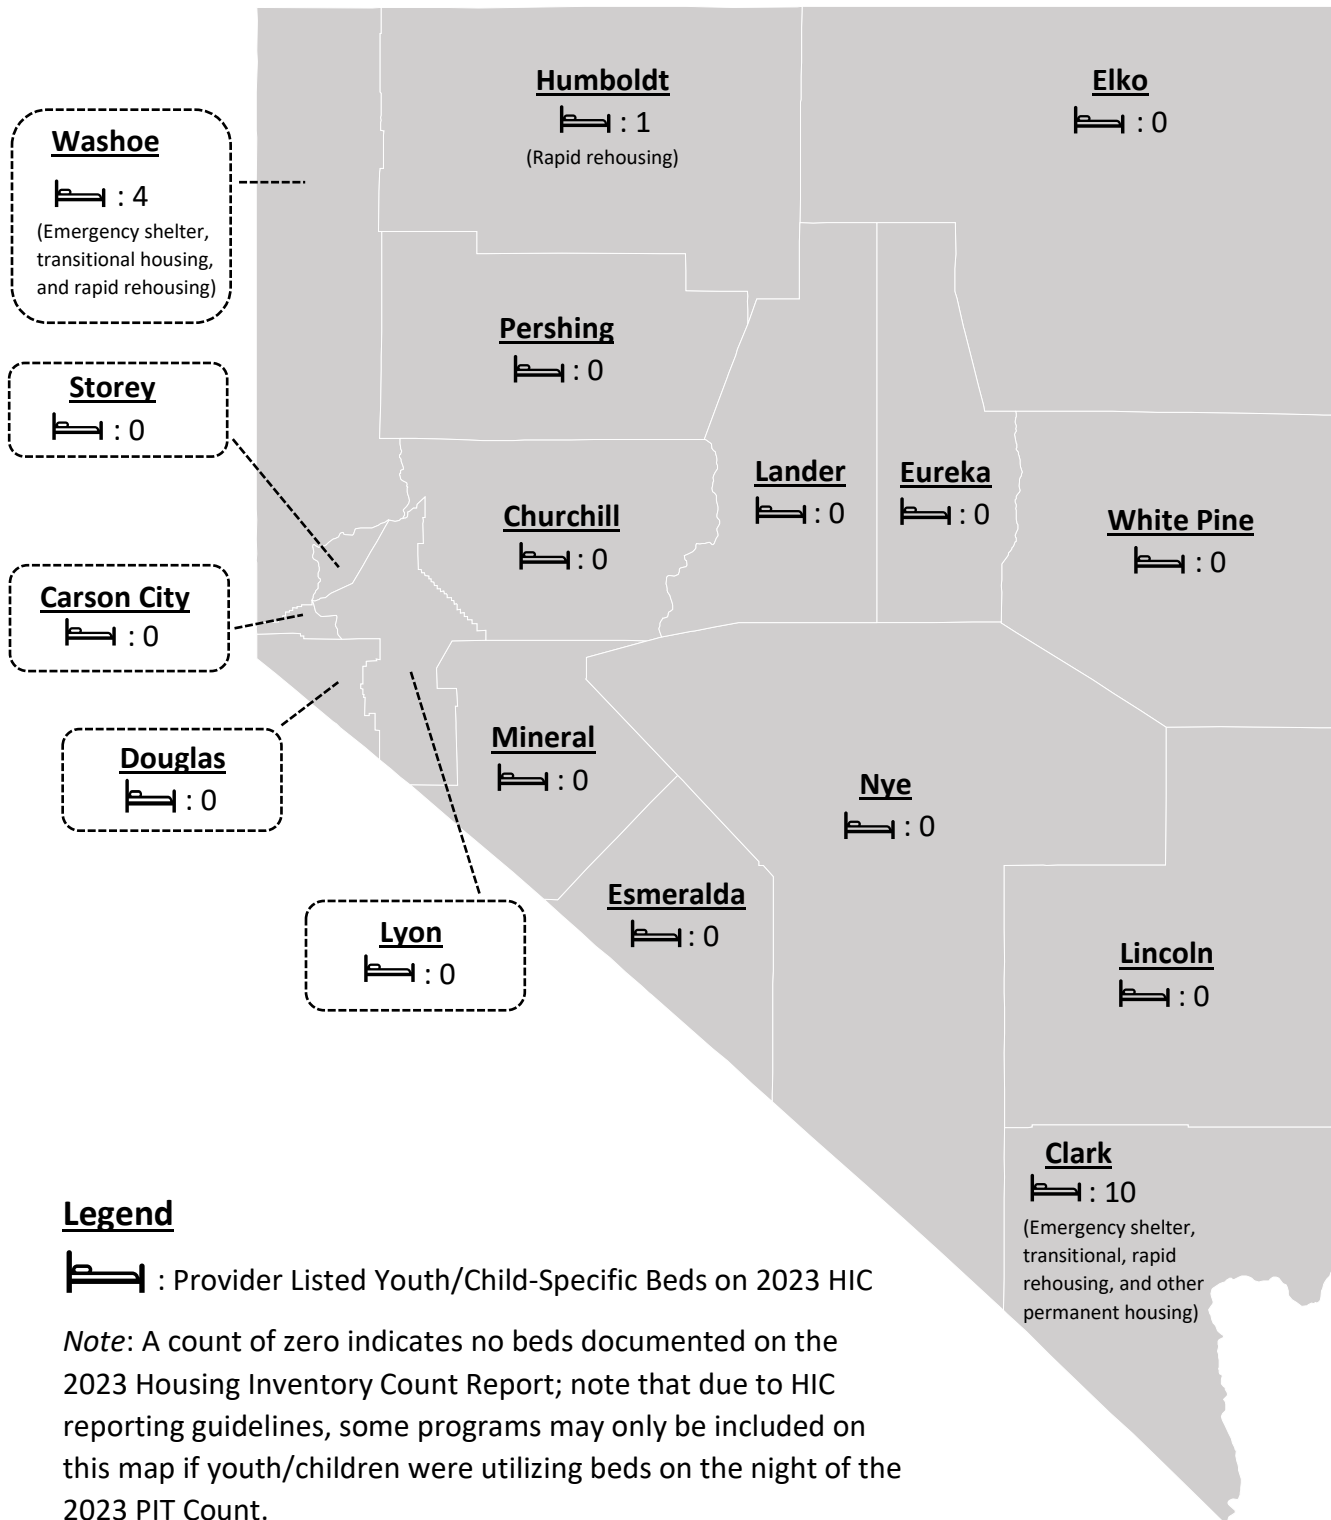 Humboldt
: 1
(Rapid rehousing)
Elko
: 0
Washoe
: 4
(Emergency shelter,
transitional housing,
and rapid rehousing)
Pershing
: 0
Storey
: 0
Lander
: 0
Eureka
: 0
Churchill
: 0
White Pine
: 0
Carson City
: 0
Mineral
: 0
Douglas
: 0
Nye
: 0
Esmeralda
: 0
Lyon
: 0
Lincoln
: 0
Clark
: 10
(Emergency shelter,
transitional, rapid
rehousing, and other
permanent housing)
Legend
: Provider Listed Youth/Child-Specific Beds on 2023 HIC
Note: A count of zero indicates no beds documented on the
2023 Housing Inventory Count Report; note that due to HIC
reporting guidelines, some programs may only be included on
this map if youth/children were utilizing beds on the night of the
2023 PIT Count.